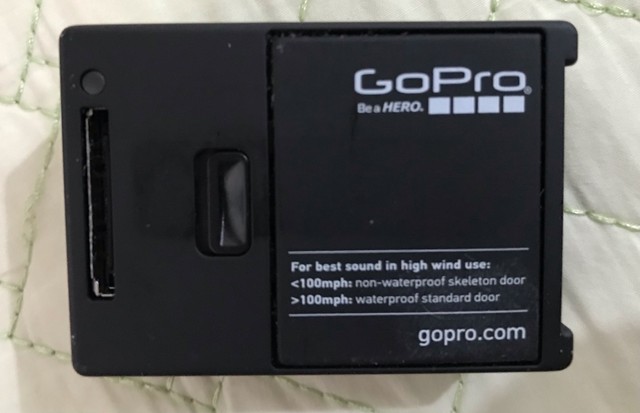 GoPro®
Be a HERO.
For best sound in high wind use:
<100mph: non-waterproof skeleton door
>100mph: waterproof standard door
gopro.com